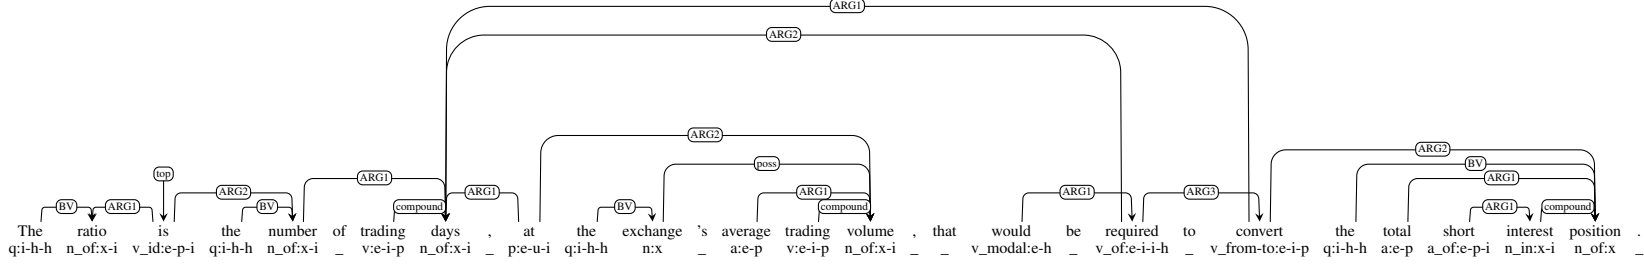 ARG1
ARG2
ARG2
poss
ARG2
BV
top
ARG1
ARG1
ARG2
ARG1
ARG1
ARG1
ARG3
BV
ARG1
BV
compound
BV
compound
ARG1
compound
The ratio is the number of trading days , at the exchange 's average trading volume , that would be required to convert the total short interest position .
q:i-h-h n_of:x-i v_id:e-p-i q:i-h-h n_of:x-i _ v:e-i-p n_of:x-i _ p:e-u-i q:i-h-h n:x _ a:e-p v:e-i-p n_of:x-i _ _ v_modal:e-h _ v_of:e-i-i-h _ v_from-to:e-i-p q:i-h-h a:e-p a_of:e-p-i n_in:x-i n_of:x _